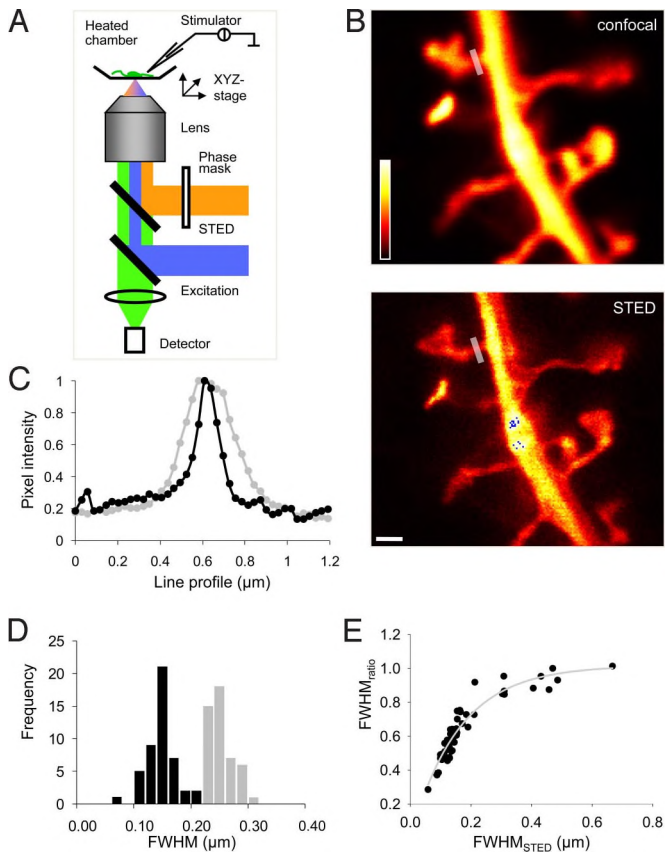 A
Heated
chamber
Stimulator
XYZ-
stage
Lens
Phase
mask
STED
Excitation
Detector
B
confocal
STED
C
Pixel intensity
1
0.8
0.6
0.4
0.2
0
0 0.2 0.4 0.6 0.8 1.0 1.2
Line profile (µm)
D
Frequency
25
20
15
10
5
0
0.00 0.10 0.20 0.30 0.40
FWHM (µm)
E
FWHMratio
1.2
1.0
0.8
0.6
0.4
0.2
0.0 0.2 0.4 0.6 0.8
FWHMSTED (µm)